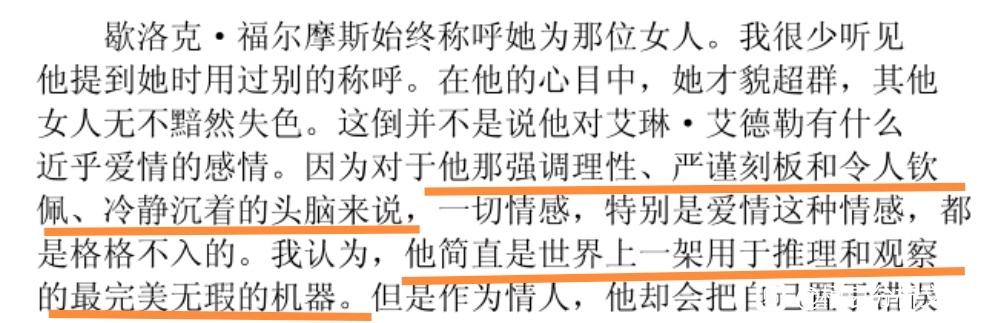 歇洛克·福尔摩斯始终称呼她为那位女人。我很少听见
他提到她时用过别的称呼。在他的心目中，她才貌超群，其他
女人无不黯然失色。这倒并不是说他对艾琳·艾德勒有什么
近乎爱情的感情。因为对于他那强调理性、严谨刻板和令人钦
佩、冷静沉着的头脑来说，一切情感，特别是爱情这种情感，都
是格格不入的。我认为，他简直是世界上一架用于推理和观察
的最完美无瑕的机器。但是作为情人，他却会把